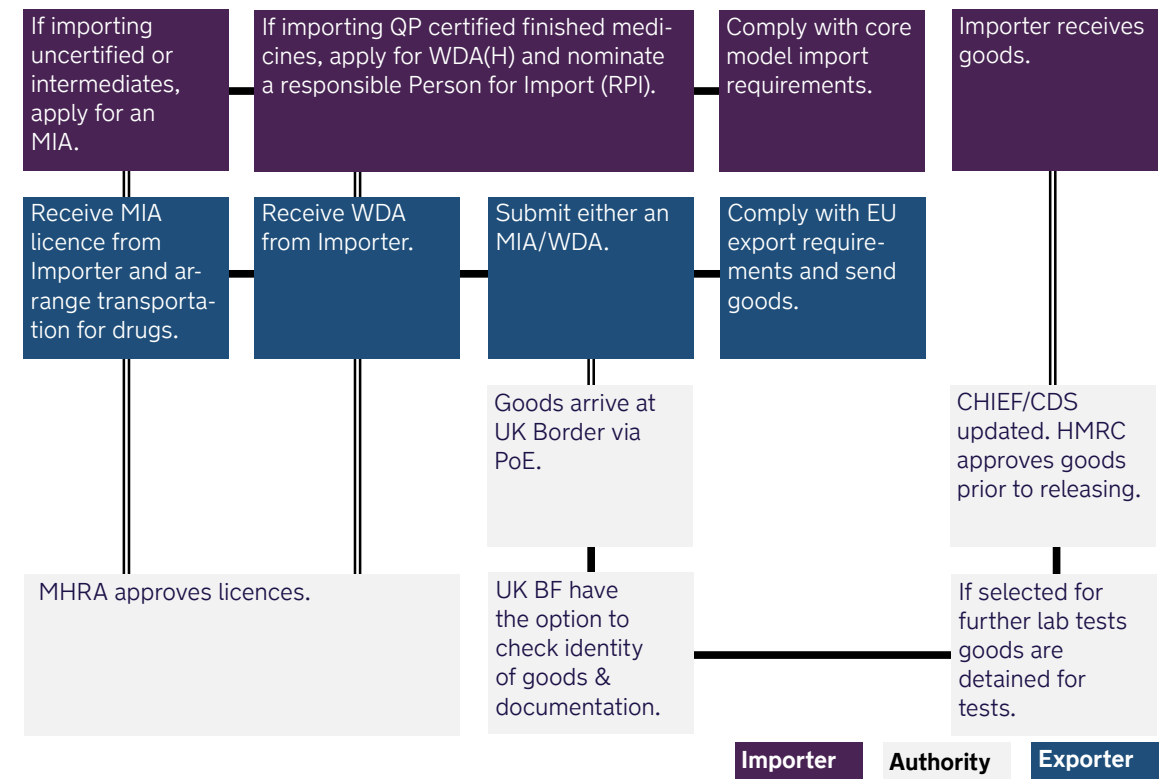 If importing
uncertified or
intermediates,
apply for an
MIA.
If importing QP certified finished medi-
cines, apply for WDA(H) and nominate
a responsible Person for Import (RPI).
Comply with core
model import
requirements.
Importer receives
goods.
Receive MIA
licence from
Importer and ar-
range transporta-
tion for drugs.
Receive WDA
from Importer.
Submit either an
MIA/WDA.
Comply with EU
export require-
ments and send
goods.
Goods arrive at
UK Border via
PoE.
CHIEF/CDS
updated. HMRC
approves goods
prior to releasing.
MHRA approves licences.
UK BF have
the option to
check identity
of goods &
documentation.
If selected for
further lab tests
goods are
detained for
tests.
Importer
Authority
Exporter